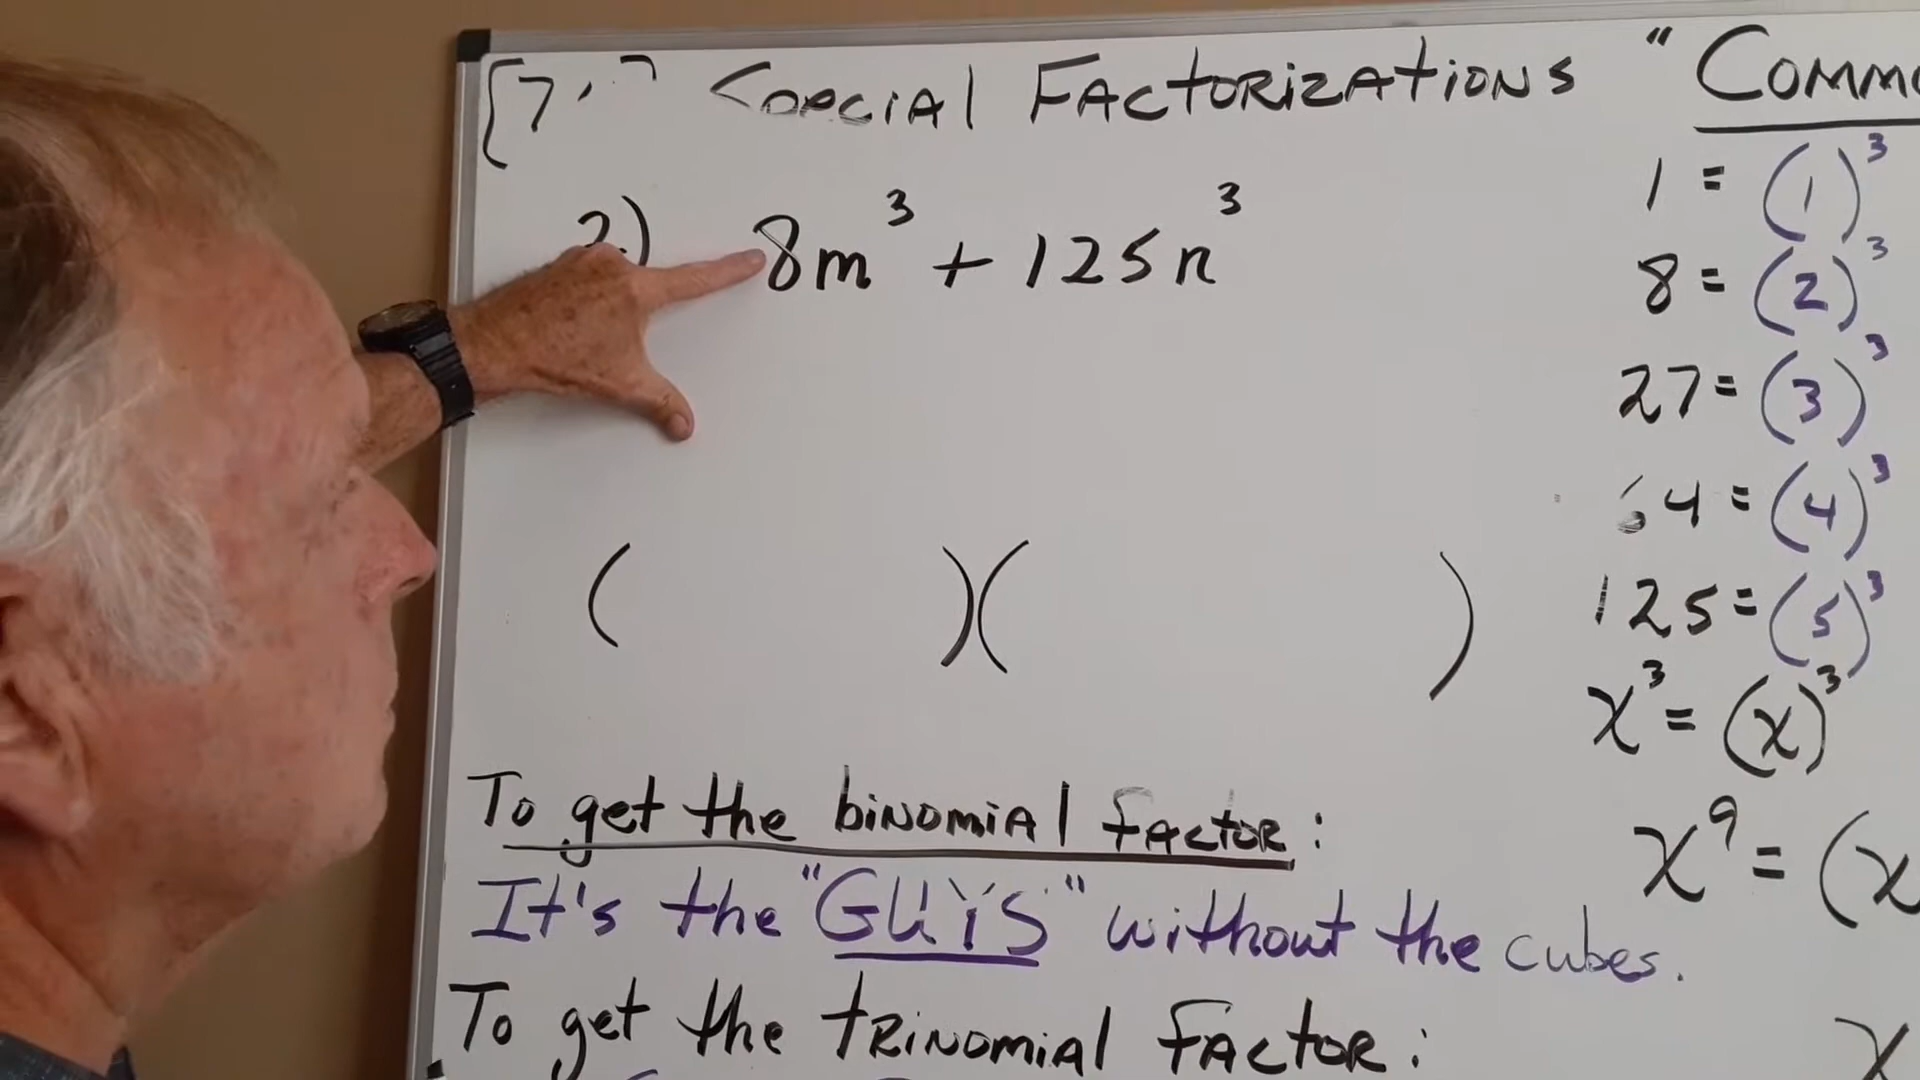 Special Factorizations "Comm
2) 8m³ + 125n³
( )( )
To get the binomial factor:
It's the "GUYS" without the cubes.
To get the trinomial factor:
1 = (1)³
8 = (2)³
27 = (3)³
64 = (4)³
125 = (5)³
x³ = (x)³
x⁹ = (x
x